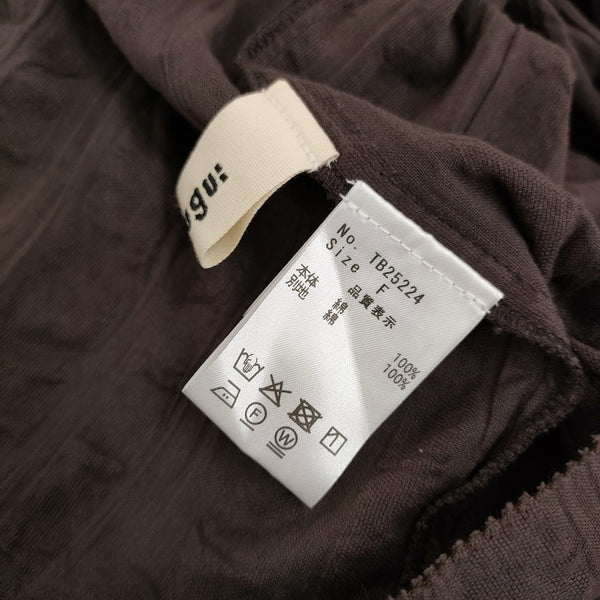 gu:
No. TB25224
Size F
品質表示
本体 綿 100%
別地 綿 100%
F
W